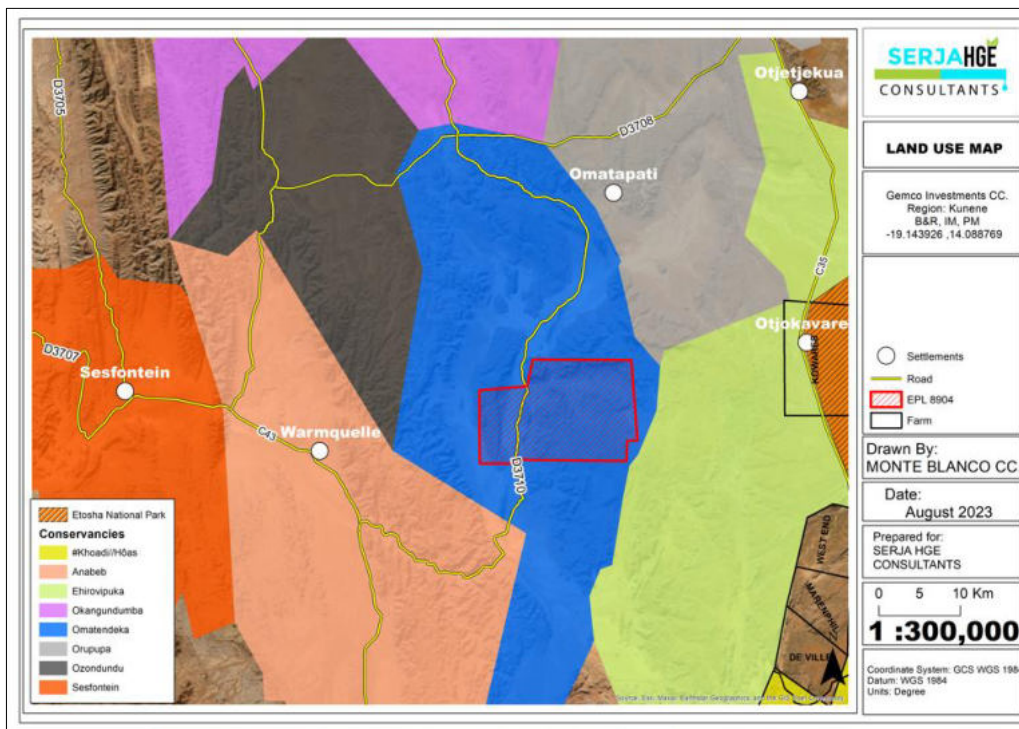 D3705
D3708
Otjetjekua
Omatapati
C35
Otjokavare
KOWARES
D3707
Sesfontein
C43
Warmquelle
D3710
WEST END
DE VILLE
Etosha National Park
Conservancies
#Khoadi//Hôas
Anabeb
Ehirovipuka
Okangundumba
Omatendeka
Orupupa
Ozondundu
Sesfontein
SERJAHGE
CONSULTANTS
LAND USE MAP
Gemco Investments CC.
Region: Kunene
B&R, IM, PM
-19.143926 ,14.088769
Settlements
Road
EPL 8904
Farm
Drawn By:
MONTE BLANCO CC
Date:
August 2023
Prepared for:
SERJA HGE
CONSULTANTS
0 5 10 Km
1 :300,000
Coordinate System: GCS WGS 198
Datum: WGS 1984
Units: Degree